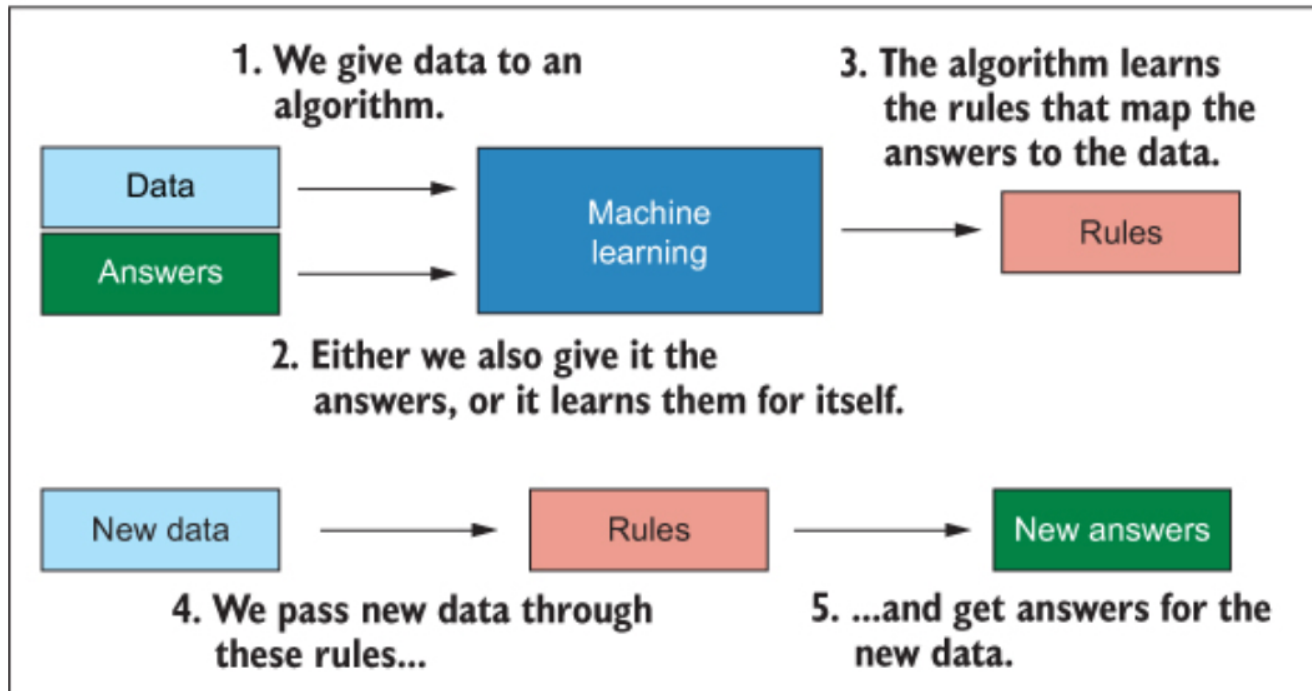 1. We give data to an
algorithm.
3. The algorithm learns
the rules that map the
answers to the data.
Data
Answers
Machine
learning
Rules
2. Either we also give it the
answers, or it learns them for itself.
New data
Rules
New answers
4. We pass new data through
these rules...
5. ...and get answers for the
new data.